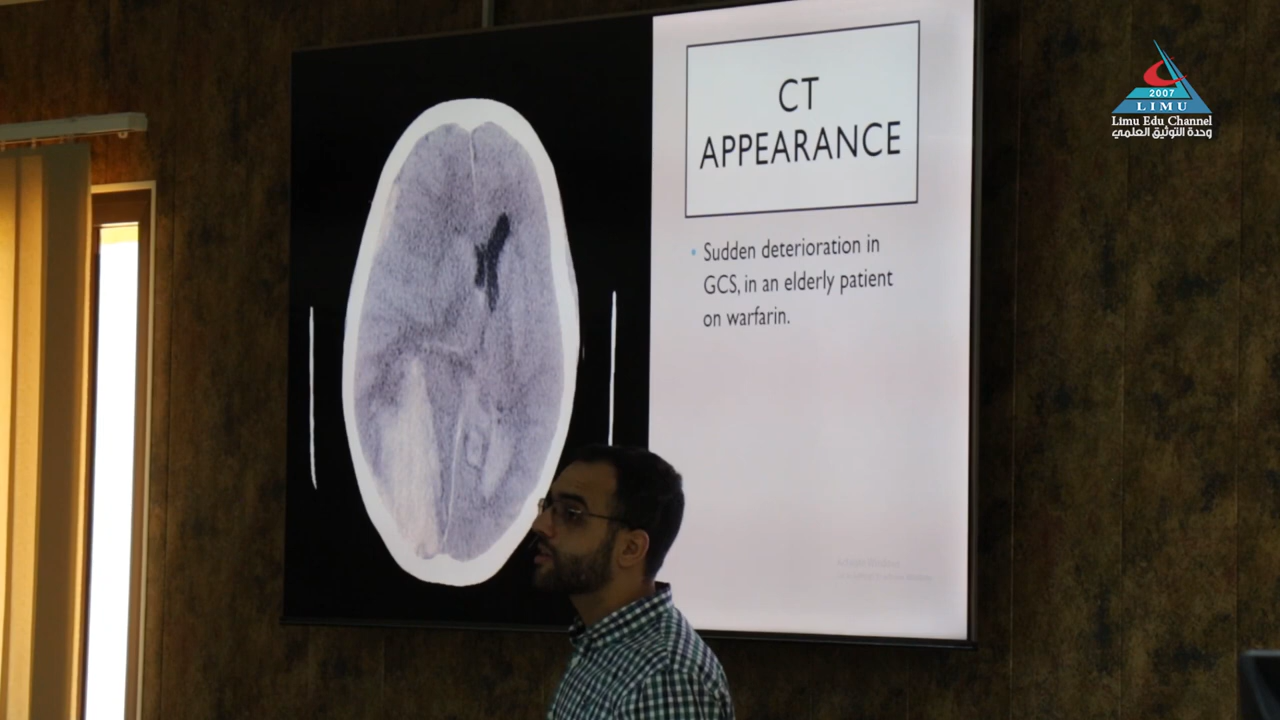 CT
APPEARANCE
• Sudden deterioration in
GCS, in an elderly patient
on warfarin.
2007
LIMU
Limu Edu Channel
وحدة التوثيق العلمي